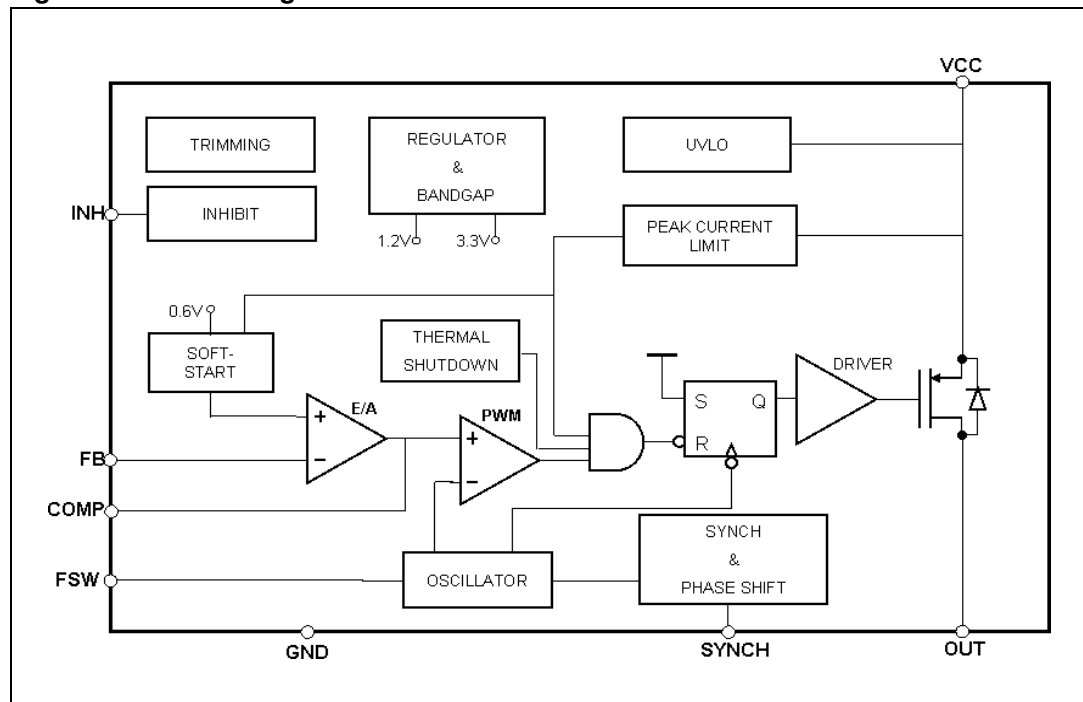 VCC
TRIMMING
REGULATOR
&
BANDGAP
UVLO
INH
INHIBIT
1.2V
3.3V
PEAK CURRENT
LIMIT
0.6V
SOFT-
START
THERMAL
SHUTDOWN
DRIVER
E/A
+
-
PWM
+
-
S
Q
R
FB
COMP
FSW
OSCILLATOR
SYNCH
&
PHASE SHIFT
GND
SYNCH
OUT